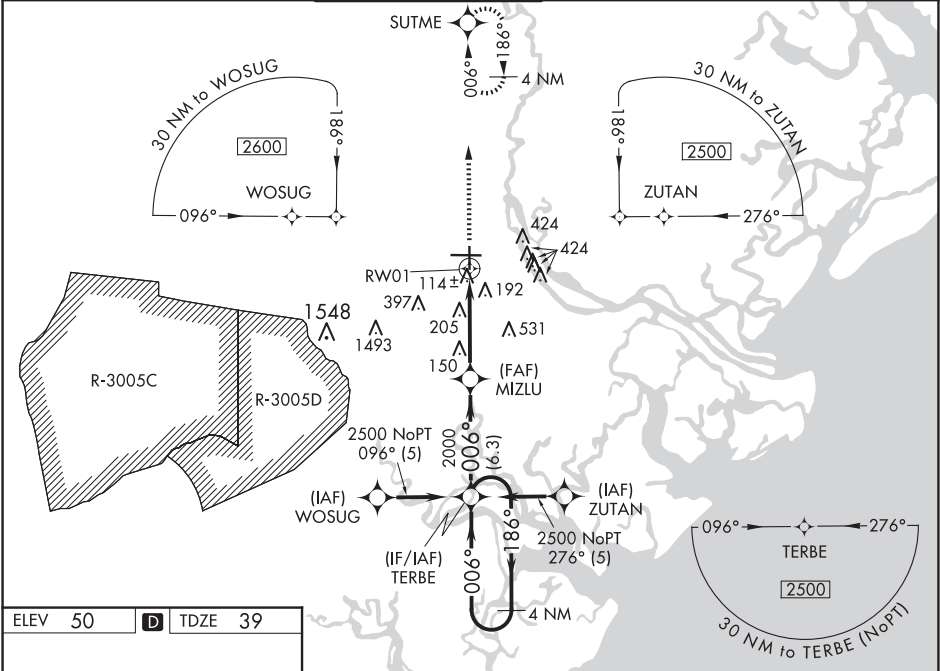 SUTME
186°
006°
4 NM
30 NM to WOSUG
186°
2600
WOSUG
096°
30 NM to ZUTAN
186°
2500
ZUTAN
276°
424
424
RW01
114±
192
397
205
531
1548
1493
150
R-3005C
R-3005D
(FAF)
MIZLU
2500 NoPT
096° (5)
2000
006°
(6.3)
(IAF)
WOSUG
(IAF)
ZUTAN
2500 NoPT
276° (5)
(IF/IAF)
TERBE
186°
006°
4 NM
096°
276°
TERBE
2500
30 NM to TERBE (NoPT)
ELEV 50 D TDZE 39